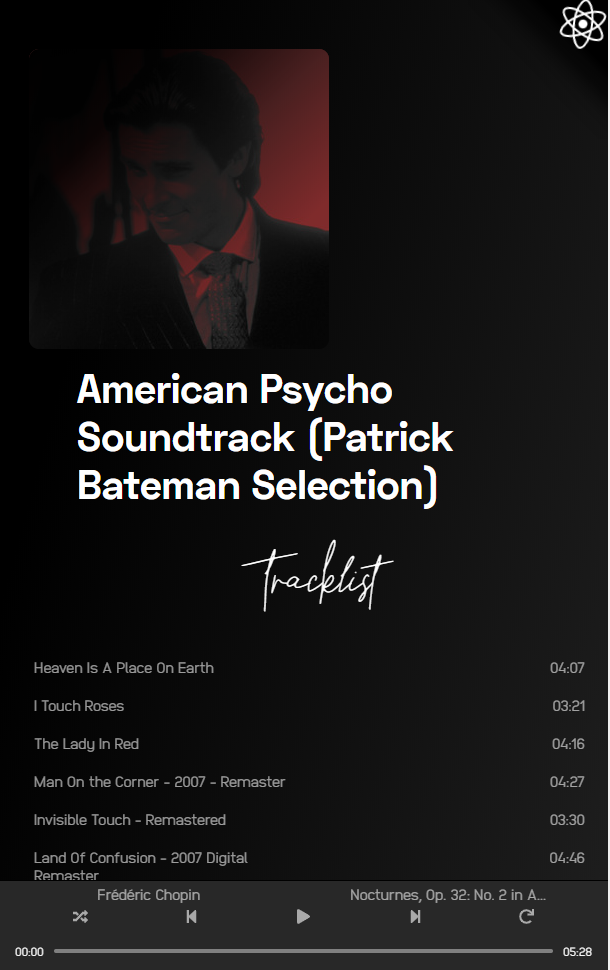 American Psycho
Soundtrack (Patrick
Bateman Selection)
Tracklist
Heaven Is A Place On Earth 04:07
I Touch Roses 03:21
The Lady In Red 04:16
Man On the Corner - 2007 - Remaster 04:27
Invisible Touch - Remastered 03:30
Land Of Confusion - 2007 Digital 04:46
Remaster
Frédéric Chopin Nocturnes, Op. 32: No. 2 in A...
00:00 05:28